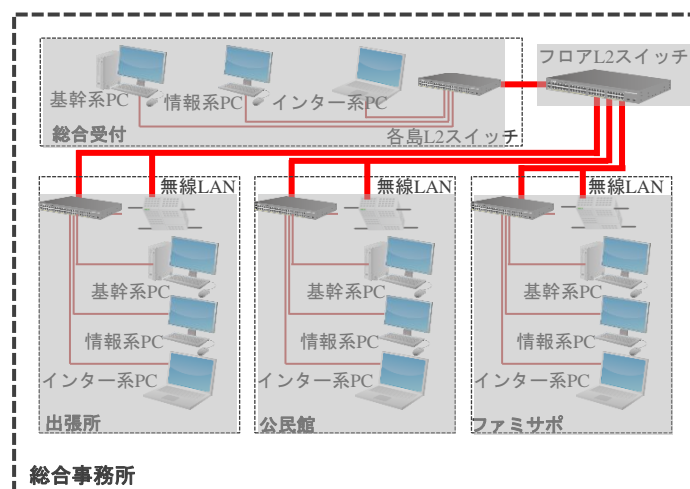 フロアL2スイッチ
基幹系PC
情報系PC
インター系PC
総合受付
各島L2スイッチ
無線LAN
基幹系PC
情報系PC
インター系PC
出張所
無線LAN
基幹系PC
情報系PC
インター系PC
公民館
無線LAN
基幹系PC
情報系PC
インター系PC
ファミサポ
総合事務所